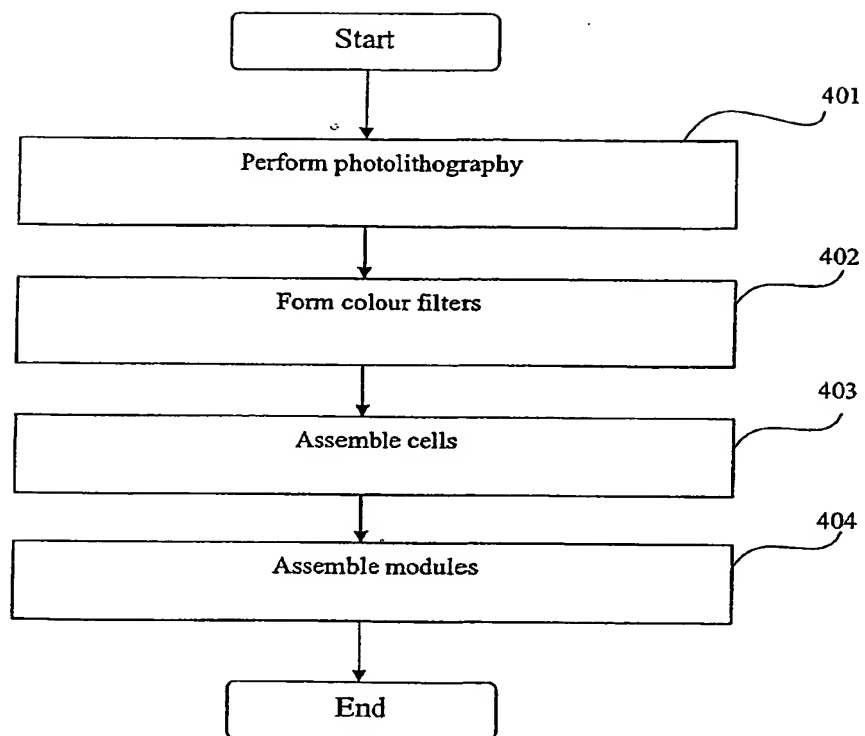 Start
401
Perform photolithography
402
Form colour filters
403
Assemble cells
404
Assemble modules
End